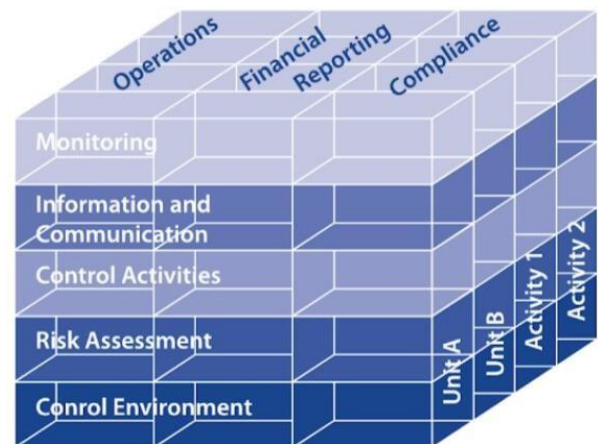 Operations
Financial
Reporting
Compliance
Monitoring
Information and
Communication
Control Activities
Risk Assessment
Conrol Environment
Unit A
Unit B
Activity 1
Activity 2